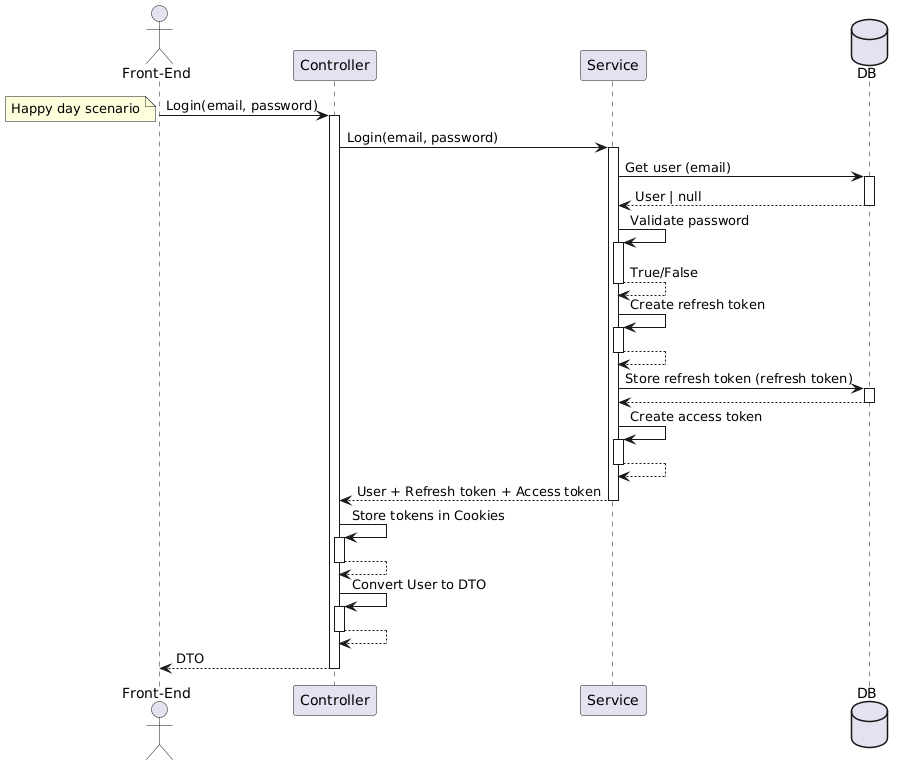 Front-End
Controller
Service
DB
Happy day scenario
Login(email, password)
Login(email, password)
Get user (email)
User | null
Validate password
True/False
Create refresh token
Store refresh token (refresh token)
Create access token
User + Refresh token + Access token
Store tokens in Cookies
Convert User to DTO
DTO
Front-End
Controller
Service
DB